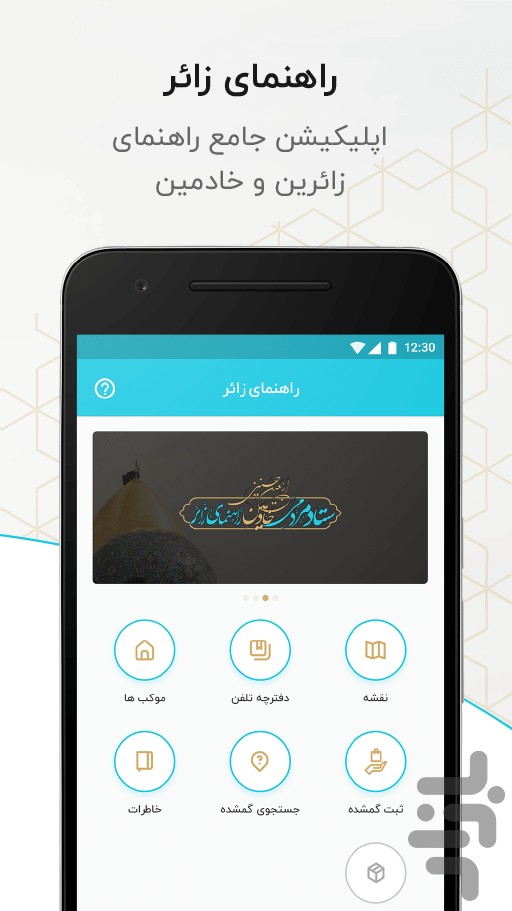 راهنمای زائر
اپلیکیشن جامع راهنمای
زائرین و خادمین
12:30
راهنمای زائر
اربعین حسینی
ستاد مردمی خادمین راهنمای زائر
نقشه
دفترچه تلفن
موکب ها
ثبت گمشده
جستجوی گمشده
خاطرات
بازار